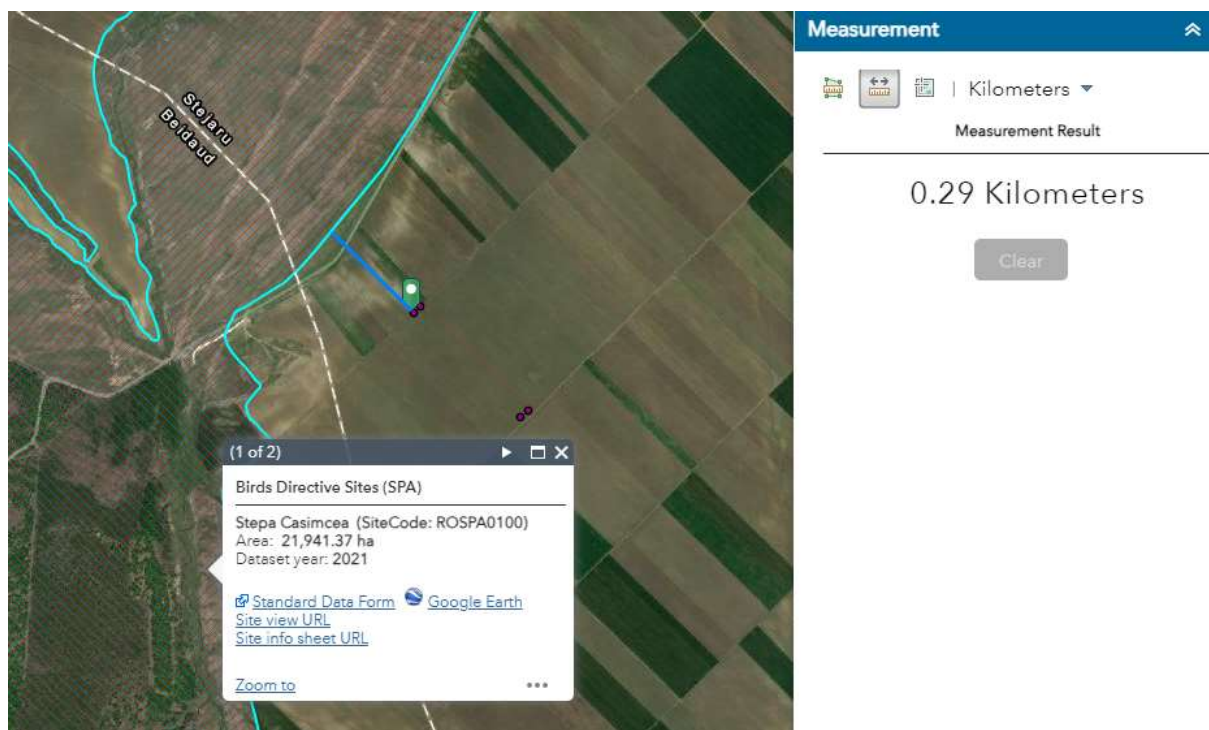 Stejaru
Beidaud
(1 of 2)
Birds Directive Sites (SPA)
Stepa Casimcea (SiteCode: ROSPA0100)
Area: 21,941.37 ha
Dataset year: 2021
Standard Data Form Google Earth
Site view URL
Site info sheet URL
Zoom to
Measurement
| Kilometers
Measurement Result
0.29 Kilometers
Clear